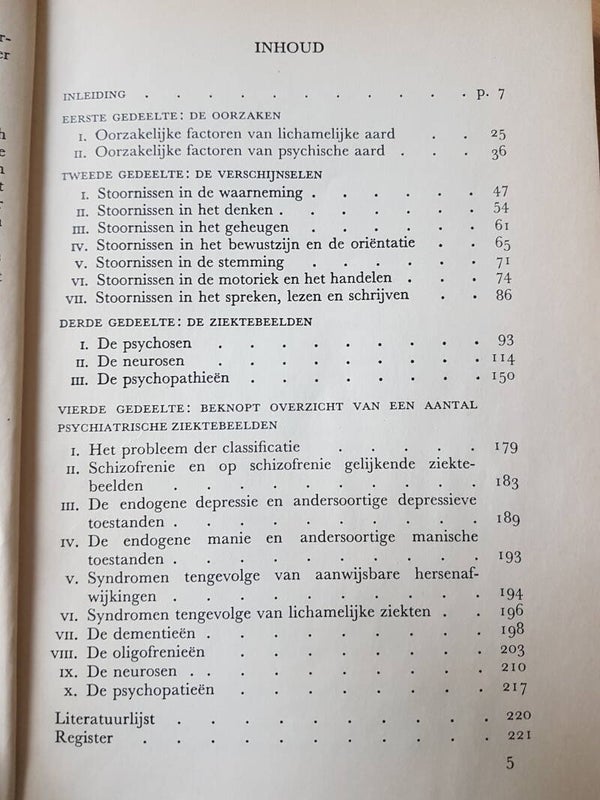 INHOUD
INLEIDING . . . . . . . . . . . p. 7
EERSTE GEDEELTE: DE OORZAKEN
I. Oorzakelijke factoren van lichamelijke aard . . 25
II. Oorzakelijke factoren van psychische aard . . . 36
TWEEDE GEDEELTE: DE VERSCHIJNSELEN
I. Stoornissen in de waarneming . . . . . . 47
II. Stoornissen in het denken . . . . . . . 54
III. Stoornissen in het geheugen . . . . . . 61
IV. Stoornissen in het bewustzijn en de oriëntatie . . 65
V. Stoornissen in de stemming . . . . . . 71
VI. Stoornissen in de motoriek en het handelen . . . 74
VII. Stoornissen in het spreken, lezen en schrijven . . 86
DERDE GEDEELTE: DE ZIEKTEBEELDEN
I. De psychosen . . . . . . . . . 93
II. De neurosen . . . . . . . . . 114
III. De psychopathieën . . . . . . . . 150
VIERDE GEDEELTE: BEKNOPT OVERZICHT VAN EEN AANTAL
PSYCHIATRISCHE ZIEKTEBEELDEN
I. Het probleem der classificatie . . . . . 179
II. Schizofrenie en op schizofrenie gelijkende ziekte-
beelden . . . . . . . . . . 183
III. De endogene depressie en andersoortige depressieve
toestanden . . . . . . . . . . 189
IV. De endogene manie en andersoortige manische
toestanden . . . . . . . . . . 193
V. Syndromen tengevolge van aanwijsbare hersenaf-
wijkingen . . . . . . . . . . 194
VI. Syndromen tengevolge van lichamelijke ziekten . . 196
VII. De dementieën . . . . . . . . . 198
VIII. De oligofrenieën . . . . . . . . 203
IX. De neurosen . . . . . . . . . . 210
X. De psychopatieën . . . . . . . . 217
Literatuurlijst . . . . . . . . . . 220
Register . . . . . . . . . . . 221
5